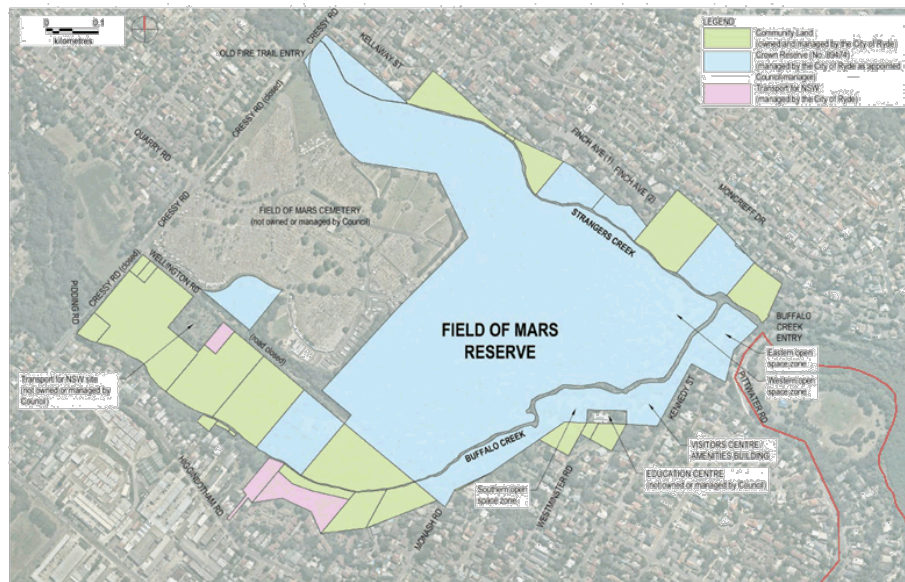 0 0.1
kilometres
CRESSY RD
OLD FIRE TRAIL ENTRY
KELLAWAY ST
LEGEND
Community Land
(owned and managed by the City of Ryde)
Crown Reserve (No. 89474)
(managed by the City of Ryde as appointed
Council manager)
Transport for NSW
(managed by the City of Ryde)
CRESSY RD (closed)
QUARRY RD
FINCH AVE (1)
FINCH AVE (2)
MONCRIEFF DR
CRESSY RD
FIELD OF MARS CEMETERY
(not owned or managed by Council)
STRANGERS CREEK
CRESSY RD (closed)
WELLINGTON RD
PIDDING RD
(road closed)
FIELD OF MARS
RESERVE
BUFFALO
CREEK
ENTRY
Eastern open
space zone
Western open
space zone
Transport for NSW site
(not owned or managed by
Council)
PITTWATER RD
KENNEDY ST
BUFFALO CREEK
VISITORS CENTRE /
AMENITIES BUILDING
HIGGINBOTHAM RD
EDUCATION CENTRE
(not owned or managed by Council)
Southern open
space zone
WESTMINSTER RD
MONASH RD